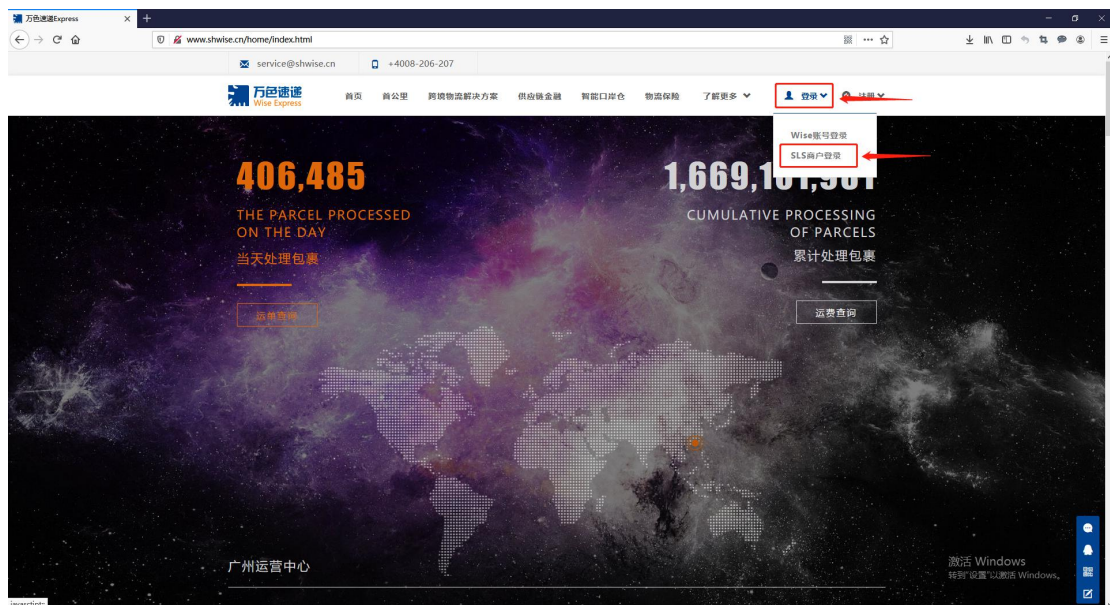 万色速递Express
www.shwise.cn/home/index.html
service@shwise.cn
+4008-206-207
万色速递
Wise Express
首页
首公里
跨境物流解决方案
供应链金融
智能口岸仓
物流保险
了解更多
登录
注册
Wise账号登录
SLS商户登录
406,485
THE PARCEL PROCESSED
ON THE DAY
当天处理包裹
运单查询
CUMULATIVE PROCESSING
OF PARCELS
累计处理包裹
运费查询
广州运营中心
激活 Windows
转到"设置"以激活 Windows。